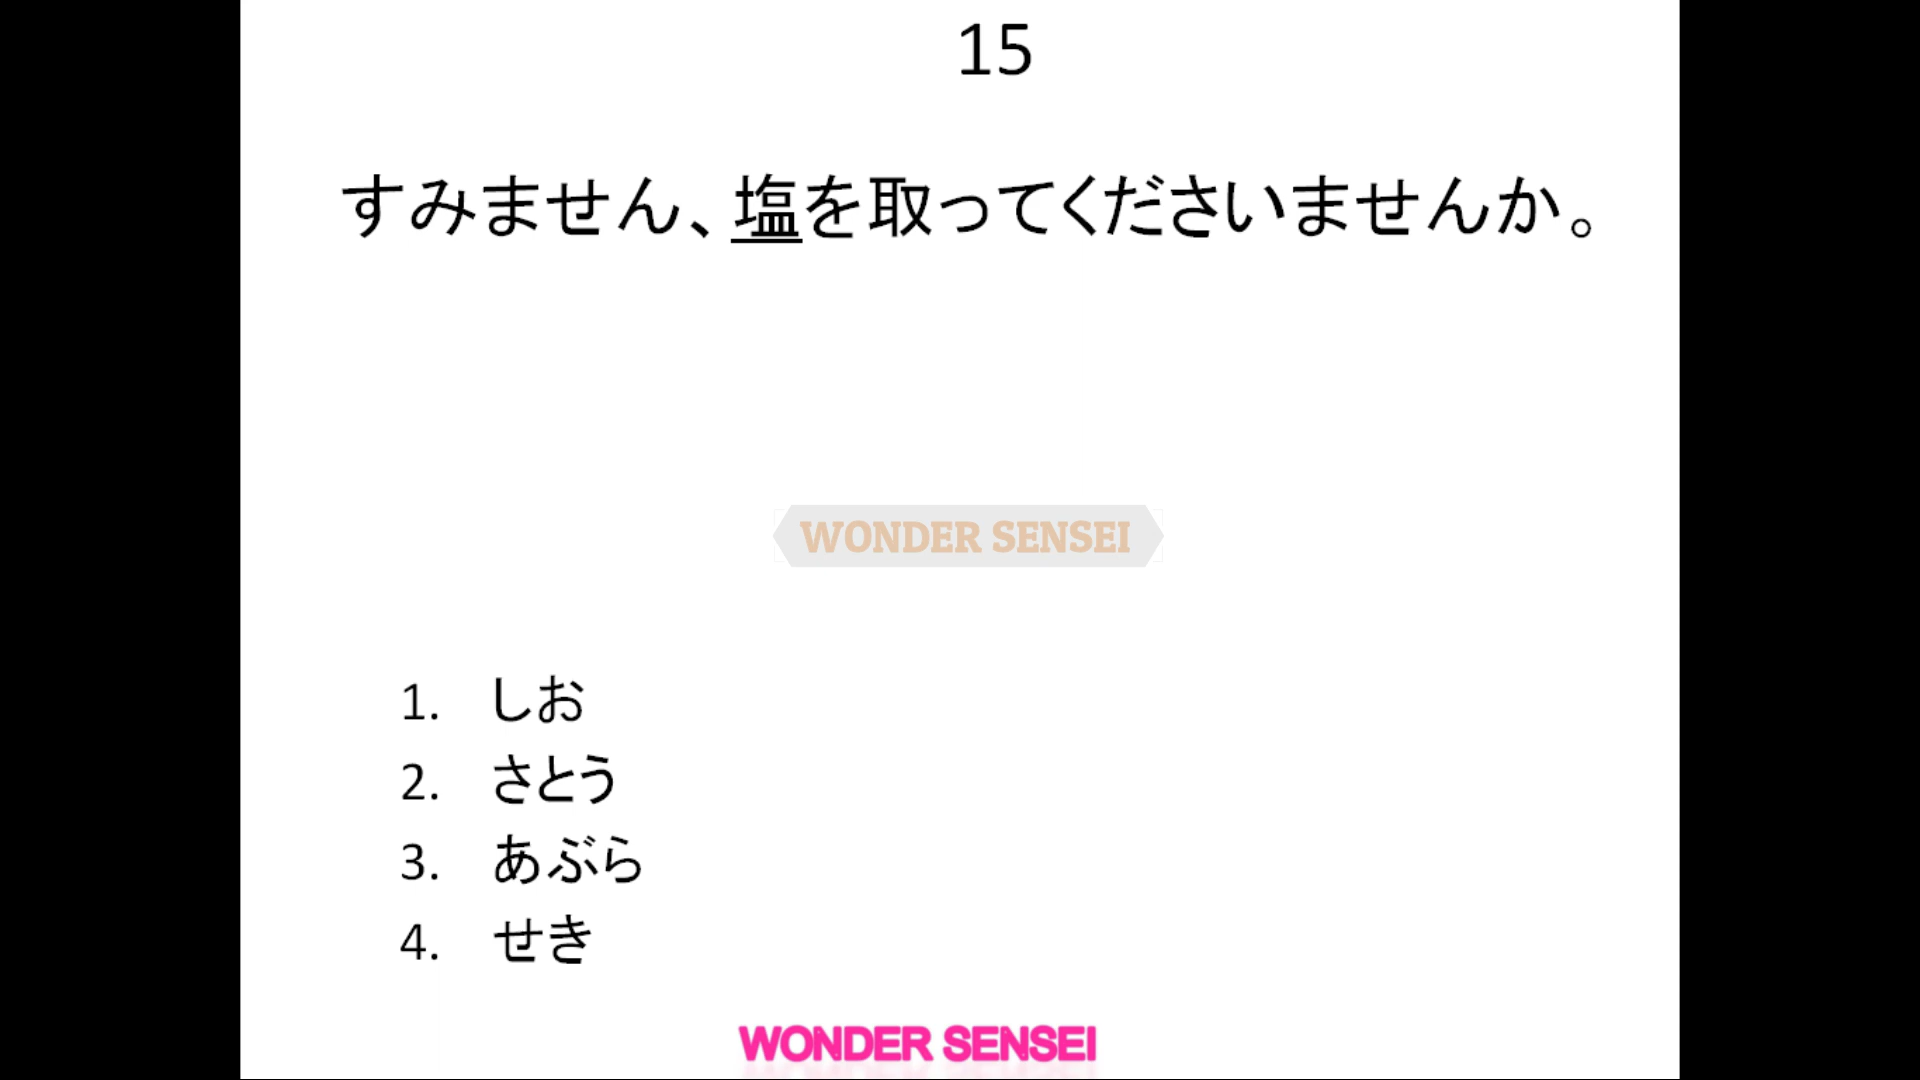 15
すみません、塩を取ってくださいませんか。
WONDER SENSEI
1. しお
2. さとう
3. あぶら
4. せき
WONDER SENSEI